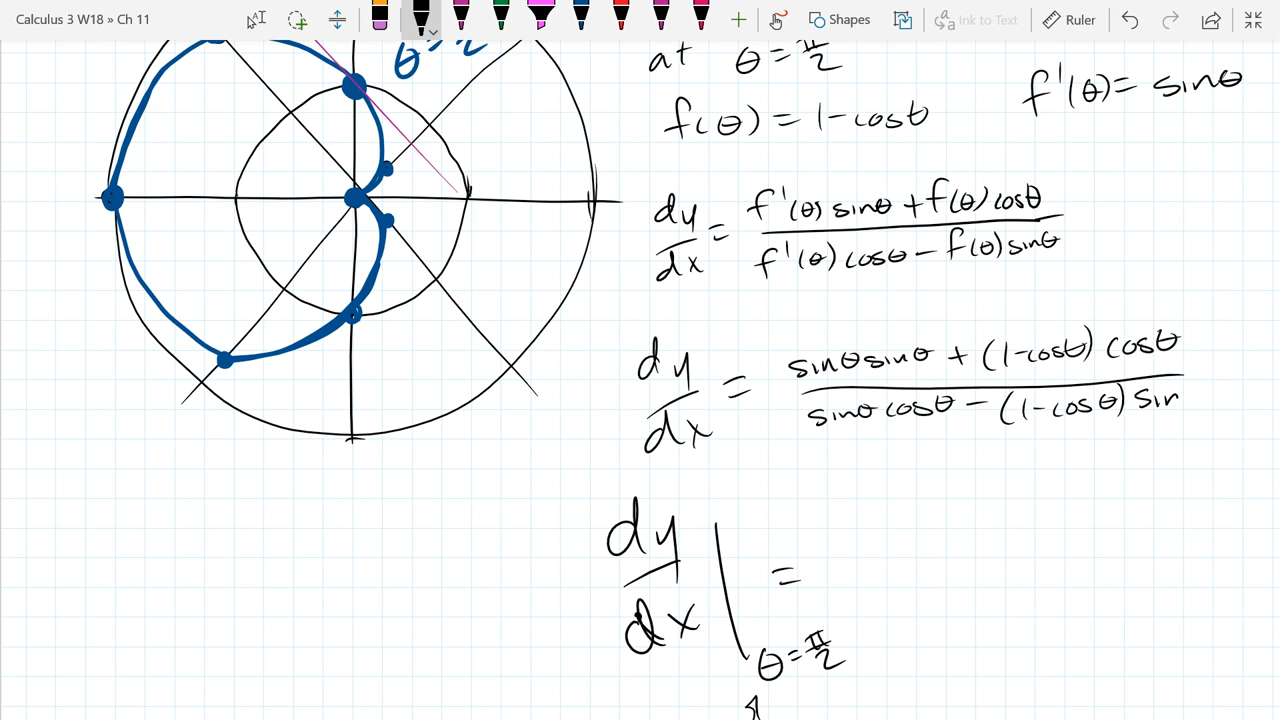 Calculus 3 W18 » Ch 11
Shapes
Ink to Text
Ruler
θ = π/2
at θ = π/2
f'(θ) = sinθ
f(θ) = 1-cosθ
dy/dx = (f'(θ) sinθ + f(θ) cosθ)/(f'(θ) cosθ - f(θ) sinθ)
dy/dx = (sinθ sinθ + (1-cosθ) cosθ)/(sinθ cosθ - (1-cosθ) sin
dy/dx | θ = π/2 =